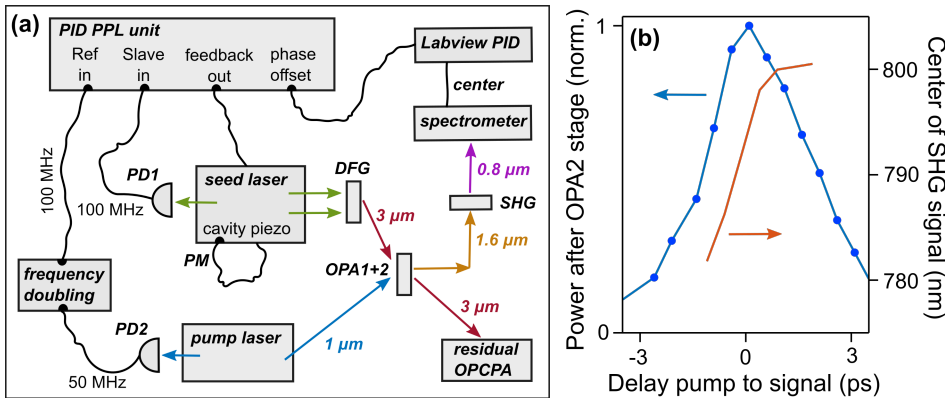 (a)
PID PPL unit
Ref in
Slave in
feedback out
phase offset
Labview PID
center
spectrometer
100 MHz
PD1
100 MHz
seed laser
cavity piezo
PM
DFG
3 µm
0.8 µm
SHG
1.6 µm
OPA1+2
frequency doubling
PD2
50 MHz
pump laser
1 µm
3 µm
residual OPCPA
(b)
Power after OPA2 stage (norm.)
1
0
-3
0
3
Delay pump to signal (ps)
800
790
780
Center of SHG signal (nm)